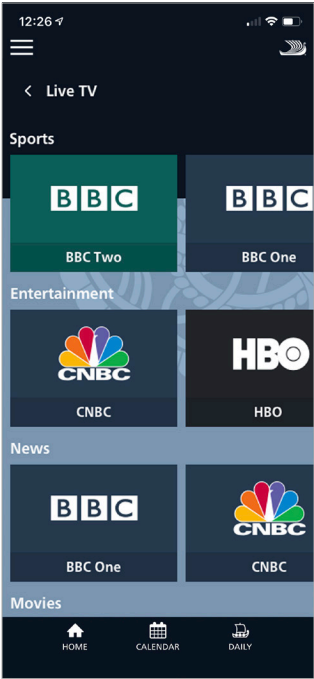 12:26
Live TV
Sports
BBC
BBC
BBC Two
BBC One
Entertainment
CNBC
HBO
CNBC
HBO
News
BBC
CNBC
BBC One
CNBC
Movies
HOME
CALENDAR
DAILY